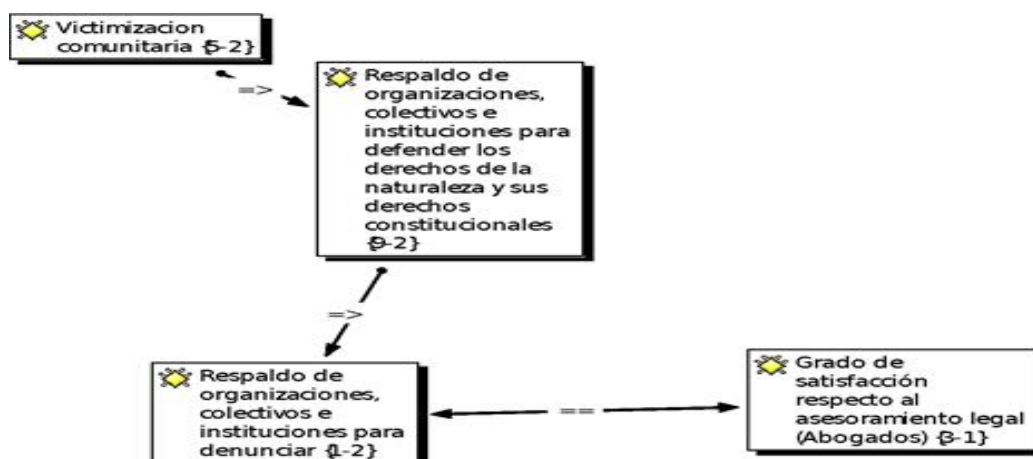 Victimizacion
comunitaria {5-2}
=>
Respaldo de
organizaciones,
colectivos e
instituciones para
defender los
derechos de la
naturaleza y sus
derechos
constitucionales
{9-2}
=>
Respaldo de
organizaciones,
colectivos e
instituciones para
denunciar {1-2}
==
Grado de
satisfacción
respecto al
asesoramiento legal
(Abogados) {3-1}